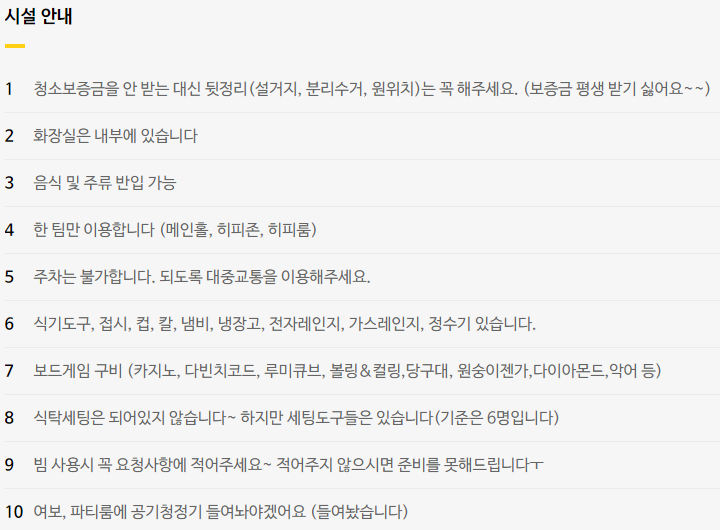 시설 안내
1 청소보증금을 안 받는 대신 뒷정리(설거지, 분리수거, 원위치)는 꼭 해주세요. (보증금 평생 받기 싫어요~~)
2 화장실은 내부에 있습니다
3 음식 및 주류 반입 가능
4 한 팀만 이용합니다 (메인홀, 히피존, 히피룸)
5 주차는 불가합니다. 되도록 대중교통을 이용해주세요.
6 식기도구, 접시, 컵, 칼, 냄비, 냉장고, 전자레인지, 가스레인지, 정수기 있습니다.
7 보드게임 구비 (카지노, 다빈치코드, 루미큐브, 볼링&컬링,당구대, 원숭이젠가,다이아몬드,악어 등)
8 식탁세팅은 되어있지 않습니다~ 하지만 세팅도구들은 있습니다(기준은 6명입니다)
9 빔 사용시 꼭 요청사항에 적어주세요~ 적어주지 않으시면 준비를 못해드립니다ㅜ
10 여보, 파티룸에 공기청정기 들여놔야겠어요 (들여놨습니다)